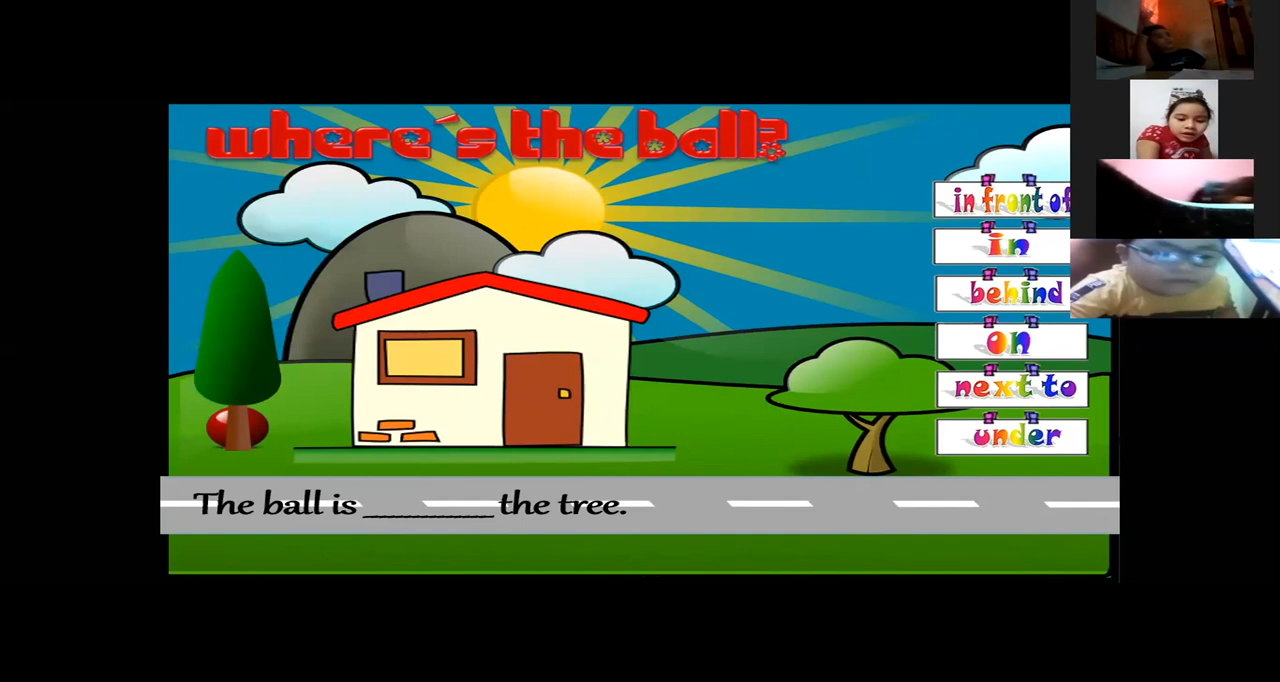 where´s the ball?
in front of
in
behind
on
next to
under
The ball is __________ the tree.